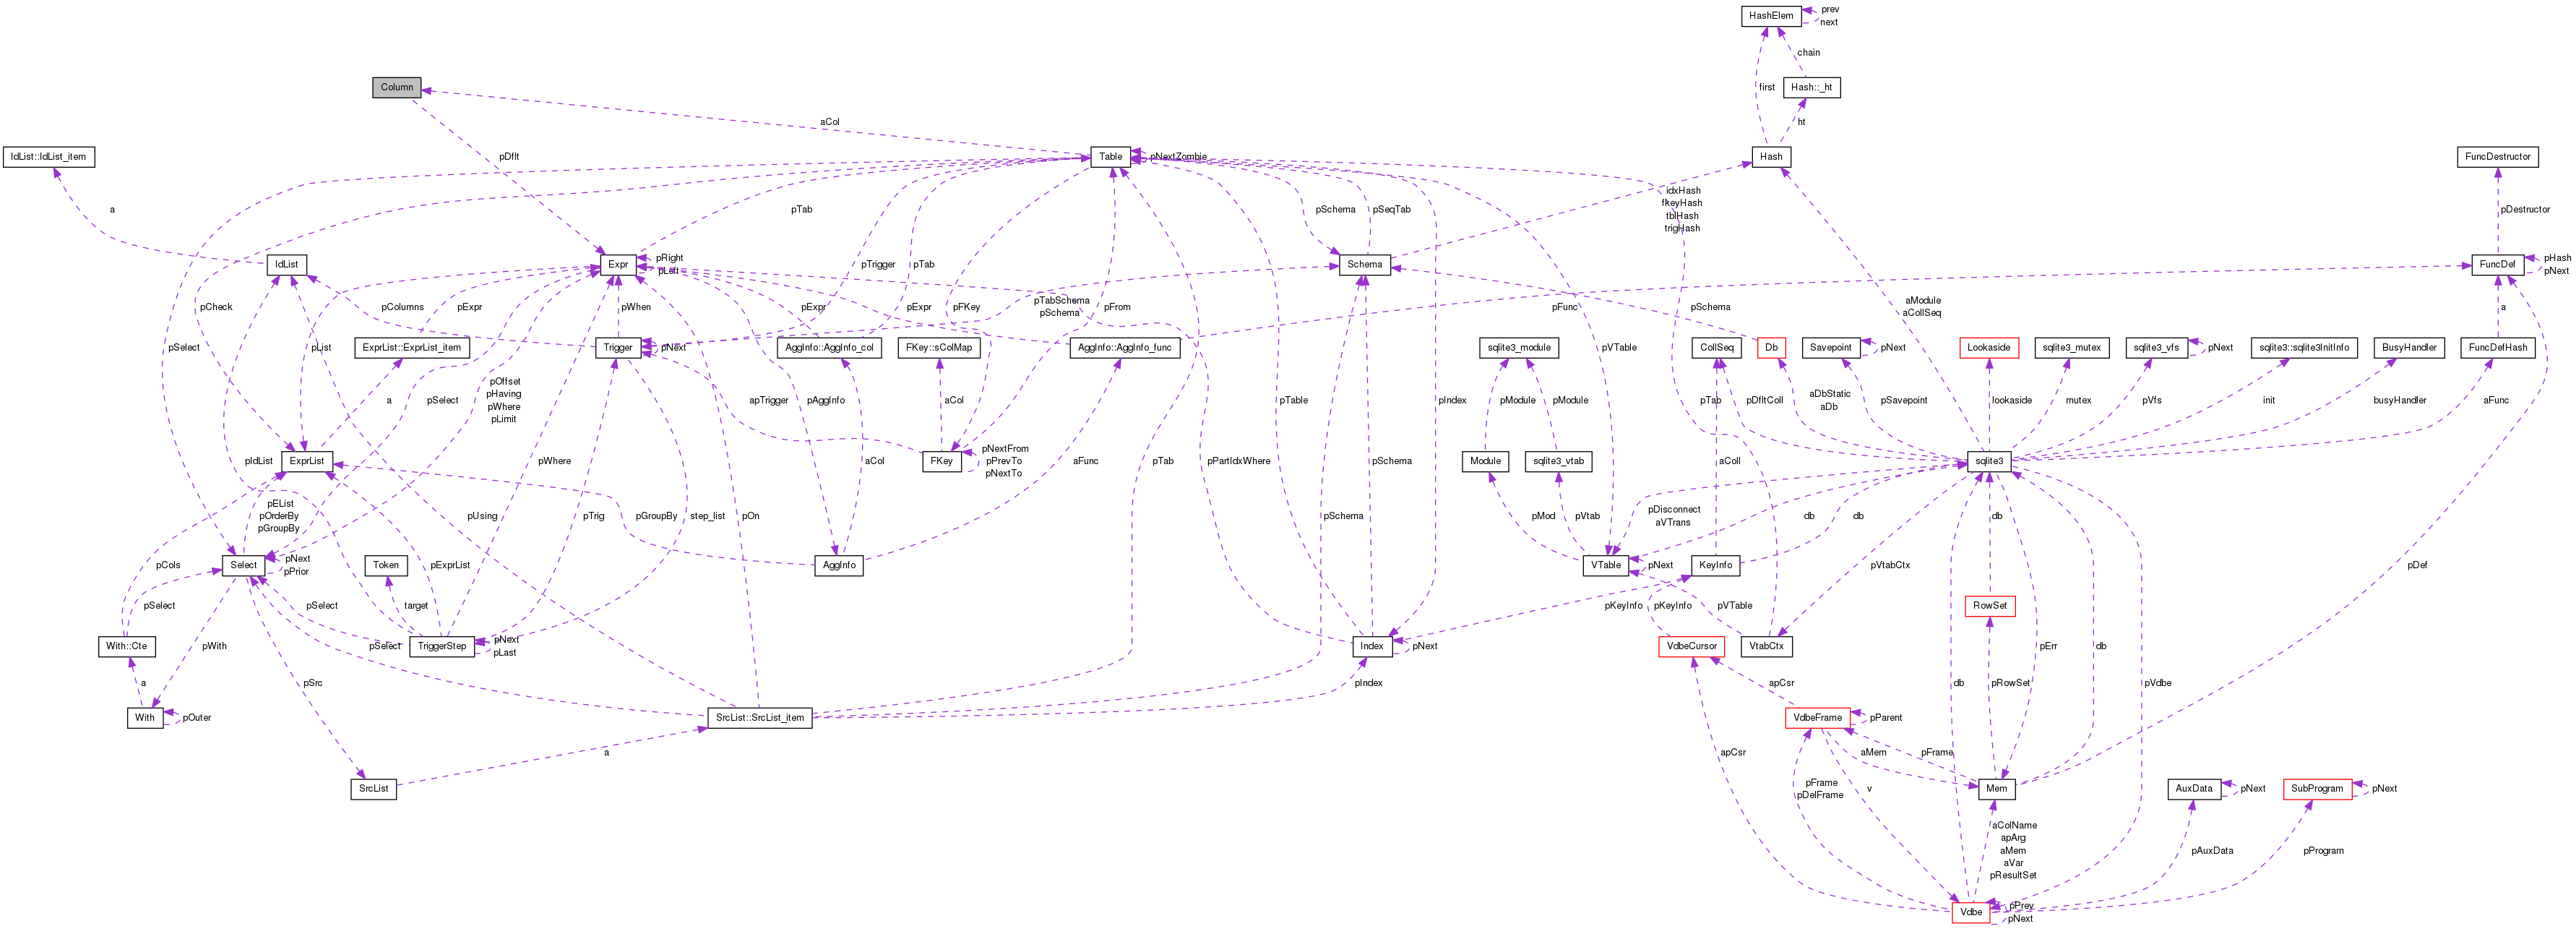 HashElem
prev
next
chain
Column
Hash::_ht
first
aCol
ht
IdList::IdList_item
pDflt
Table
pNextZombie
Hash
FuncDestructor
a
pTab
pSchema
pSeqTab
idxHash
fkeyHash
tblHash
trigHash
pDestructor
IdList
Expr
pRight
pLeft
pTrigger
pTab
Schema
FuncDef
pHash
pNext
pCheck
pColumns
pExpr
pWhen
pExpr
pFKey
pExpr
pTabSchema
pSchema
pFrom
pFunc
pSchema
aModule
aCollSeq
a
pSelect
pList
ExprList::ExprList_item
Trigger
pNext
AggInfo::AggInfo_col
FKey::sColMap
AggInfo::AggInfo_func
pVTable
sqlite3_module
CollSeq
Db
Savepoint
pNext
Lookaside
sqlite3_mutex
sqlite3_vfs
pNext
sqlite3::sqlite3InitInfo
BusyHandler
FuncDefHash
a
pSelect
pOffset
pHaving
pWhere
pLimit
pAggInfo
apTrigger
aCol
pTable
pIndex
pModule
pModule
pTab
pDfltColl
aDbStatic
aDb
pSavepoint
lookaside
mutex
pVfs
init
busyHandler
aFunc
ExprList
pIdList
pWhere
aCol
aFunc
FKey
pNextFrom
pPrevTo
pNextTo
pPartIdxWhere
pSchema
Module
sqlite3_vtab
aColl
sqlite3
pEList
pOrderBy
pGroupBy
pUsing
pTrig
step_list
pOn
pGroupBy
pTab
pSchema
pMod
pVtab
pDisconnect
aVTrans
db
db
db
pCols
Select
pNext
pPrior
Token
pExprList
AggInfo
VTable
pNext
KeyInfo
pVtabCtx
pDef
pSelect
pSelect
target
pKeyInfo
pKeyInfo
pVTable
RowSet
With::Cte
pWith
pSelect
TriggerStep
pNext
pLast
Index
pNext
VdbeCursor
VtabCtx
pErr
db
a
pSrc
pIndex
apCsr
pRowSet
db
pVdbe
With
pOuter
SrcList::SrcList_item
VdbeFrame
pParent
a
apCsr
aMem
pFrame
SrcList
pFrame
pDelFrame
v
Mem
AuxData
pNext
SubProgram
pNext
aColName
apArg
aMem
aVar
pResultSet
pAuxData
pProgram
Vdbe
pPrev
pNext